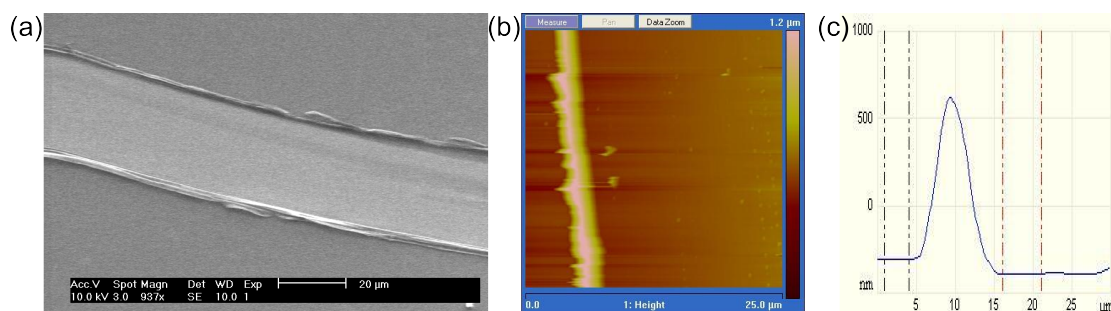 (a)
Acc.V Spot Magn Det WD Exp
10.0 kV 3.0 937x SE 10.0 1
20 µm
(b)
Measure Pan Data Zoom 1.2 µm
0.0 1: Height 25.0 µm
(c)
1000
500
0
nm
5 10 15 20 25 um